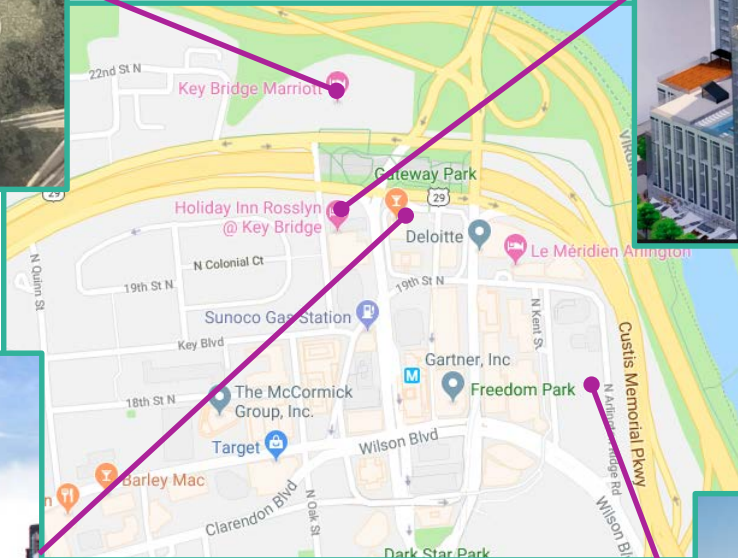 22nd St N
Key Bridge Marriott
Gateway Park
29
29
Holiday Inn Rosslyn
@ Key Bridge
Deloitte
Le Méridien Arlington
N Quinn St
N Colonial Ct
19th St N
19th St N
N Kent St
Sunoco Gas Station
Key Blvd
Custis Memorial Pkwy
Gartner, Inc
M
Freedom Park
The McCormick
Group, Inc.
18th St N
N Arlington Ridge Rd
Target
Wilson Blvd
Barley Mac
Clarendon Blvd
N Oak St
Wilson
Dark Star Park